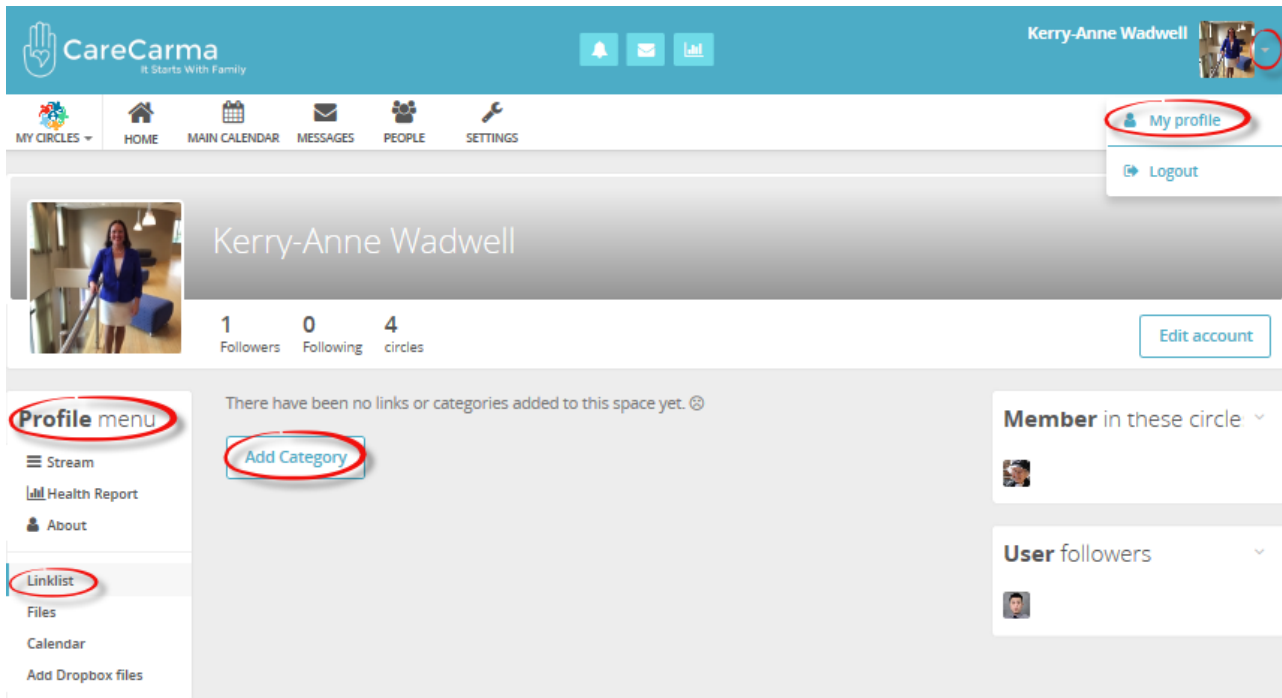 CareCarma
It Starts With Family
Kerry-Anne Wadwell
MY CIRCLES
HOME
MAIN CALENDAR
MESSAGES
PEOPLE
SETTINGS
My profile
Logout
Kerry-Anne Wadwell
1 0 4
Followers Following circles
Edit account
Profile menu
Stream
Health Report
About
Linklist
Files
Calendar
Add Dropbox files
There have been no links or categories added to this space yet. ☹
Add Category
Member in these circle
User followers